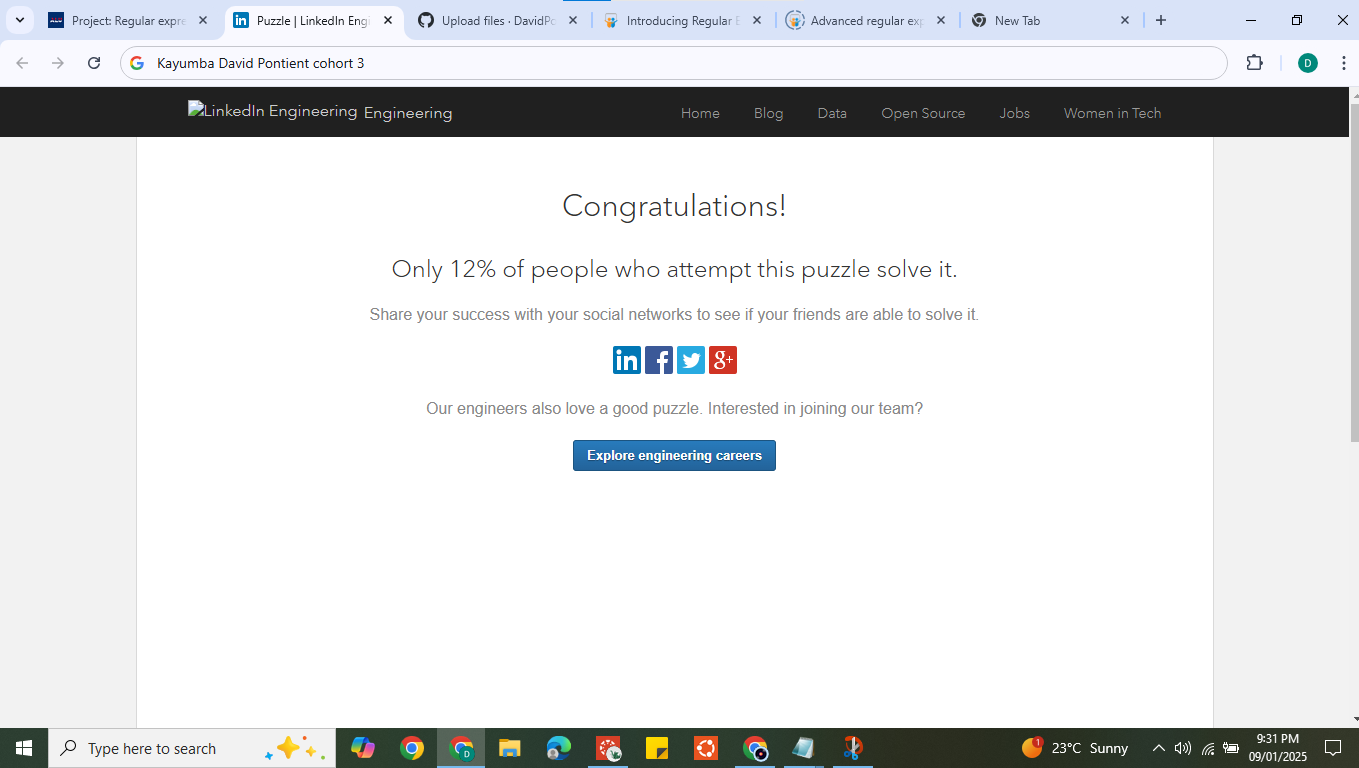 Project: Regular expre
Puzzle | LinkedIn Engi
Upload files · DavidPo
Introducing Regular E
Advanced regular exp
New Tab
Kayumba David Pontient cohort 3
D
LinkedIn Engineering Engineering
Home Blog Data Open Source Jobs Women in Tech
Congratulations!
Only 12% of people who attempt this puzzle solve it.
Share your success with your social networks to see if your friends are able to solve it.
in f g+
Our engineers also love a good puzzle. Interested in joining our team?
Explore engineering careers
Type here to search
D
1
23°C Sunny
9:31 PM
09/01/2025